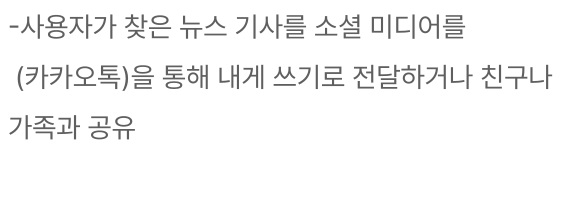 -사용자가 찾은 뉴스 기사를 소셜 미디어를
(카카오톡)을 통해 내게 쓰기로 전달하거나 친구나
가족과 공유